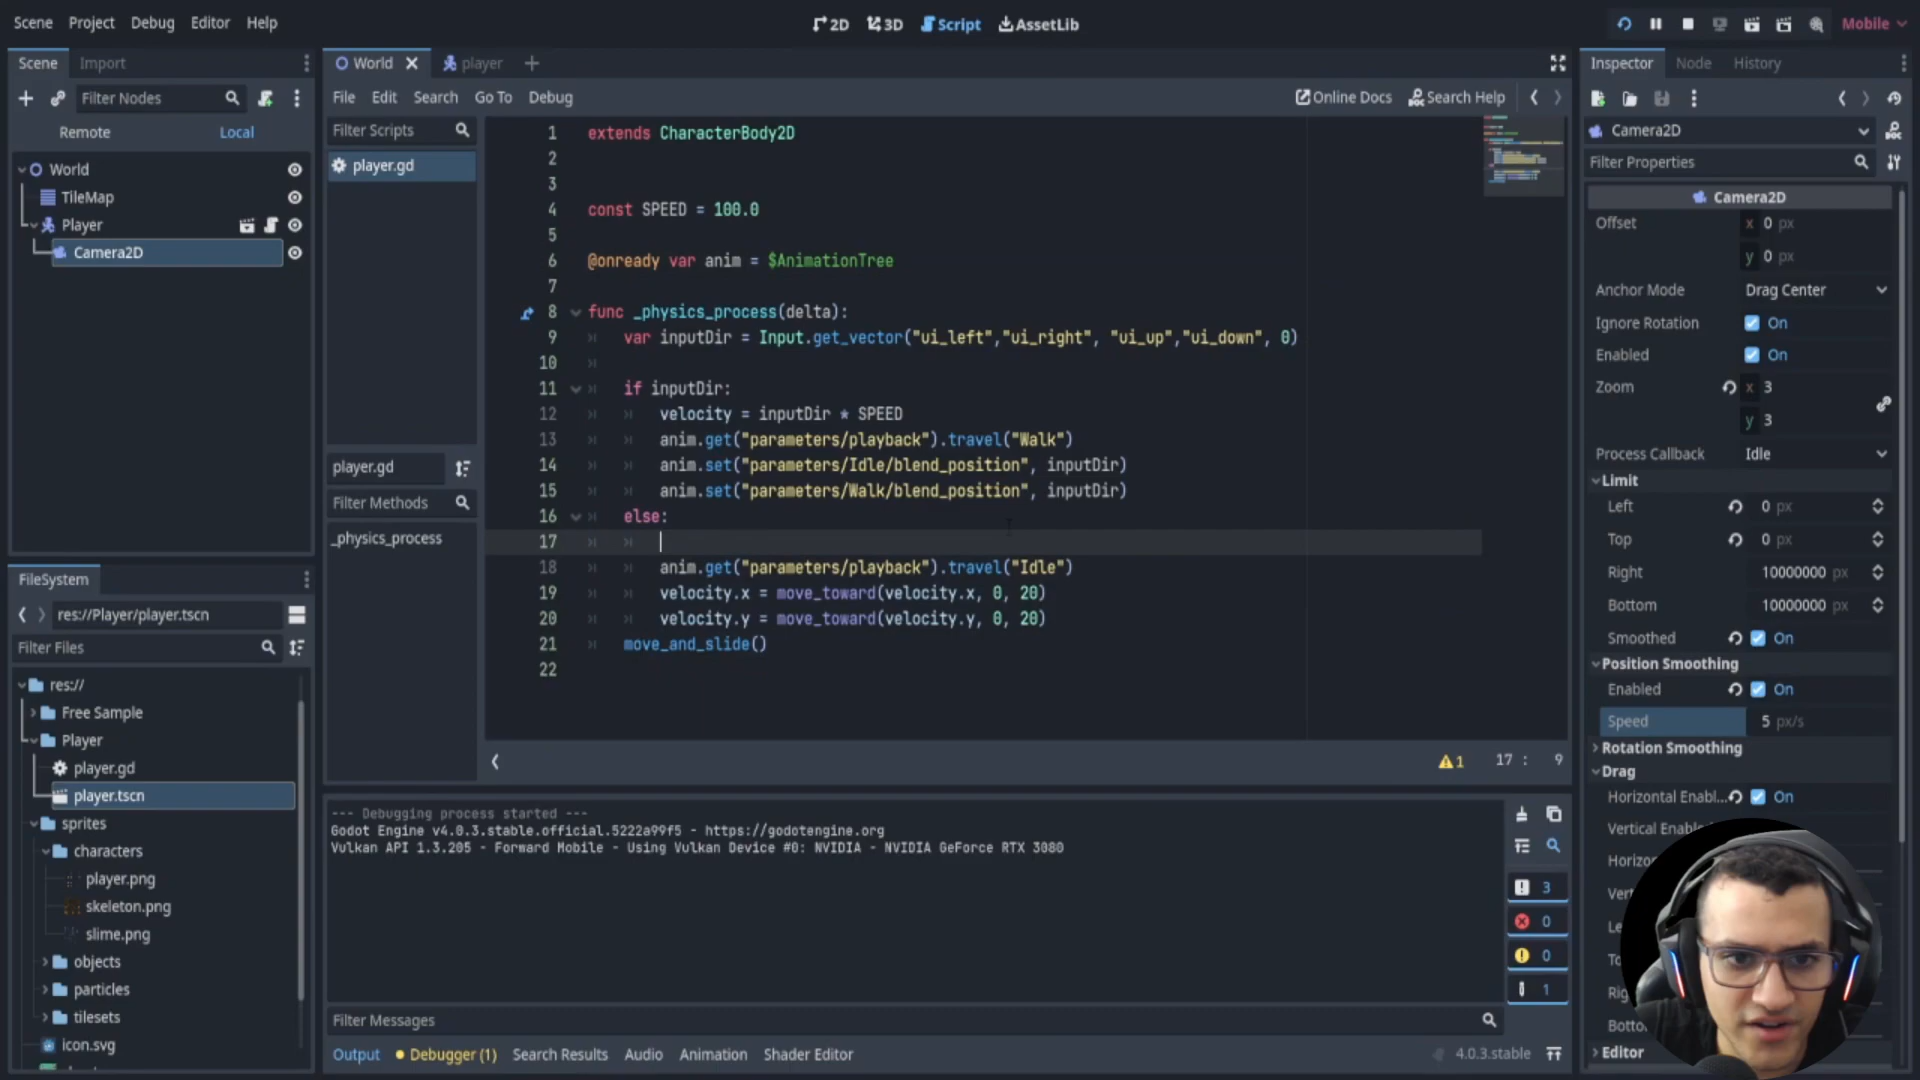 Scene Project Debug Editor Help
2D 3D Script AssetLib
Mobile
Scene Import
Filter Nodes
Remote Local
World
TileMap
Player
Camera2D
FileSystem
res://Player/player.tscn
Filter Files
res://
Free Sample
Player
player.gd
player.tscn
sprites
characters
player.png
skeleton.png
slime.png
objects
particles
tilesets
icon.svg
World player
File Edit Search Go To Debug
Online Docs Search Help
Filter Scripts
player.gd
player.gd
Filter Methods
_physics_process
1 extends CharacterBody2D
2
3
4 const SPEED = 100.0
5
6 @onready var anim = $AnimationTree
7
8 func _physics_process(delta):
9 var inputDir = Input.get_vector("ui_left","ui_right", "ui_up","ui_down", 0)
10
11 if inputDir:
12 velocity = inputDir * SPEED
13 anim.get("parameters/playback").travel("Walk")
14 anim.set("parameters/Idle/blend_position", inputDir)
15 anim.set("parameters/Walk/blend_position", inputDir)
16 else:
17
18 anim.get("parameters/playback").travel("Idle")
19 velocity.x = move_toward(velocity.x, 0, 20)
20 velocity.y = move_toward(velocity.y, 0, 20)
21 move_and_slide()
22
1 17 : 9
--- Debugging process started ---
Godot Engine v4.0.3.stable.official.5222a99f5 - https://godotengine.org
Vulkan API 1.3.205 - Forward Mobile - Using Vulkan Device #0: NVIDIA - NVIDIA GeForce RTX 3080
3
0
0
1
Filter Messages
Output Debugger (1) Search Results Audio Animation Shader Editor
4.0.3.stable
Inspector Node History
Camera2D
Filter Properties
Camera2D
Offset x 0 px
y 0 px
Anchor Mode Drag Center
Ignore Rotation On
Enabled On
Zoom x 3
y 3
Process Callback Idle
Limit
Left 0 px
Top 0 px
Right 10000000 px
Bottom 10000000 px
Smoothed On
Position Smoothing
Enabled On
Speed 5 px/s
Rotation Smoothing
Drag
Horizontal Enabl... On
Vertical
Editor